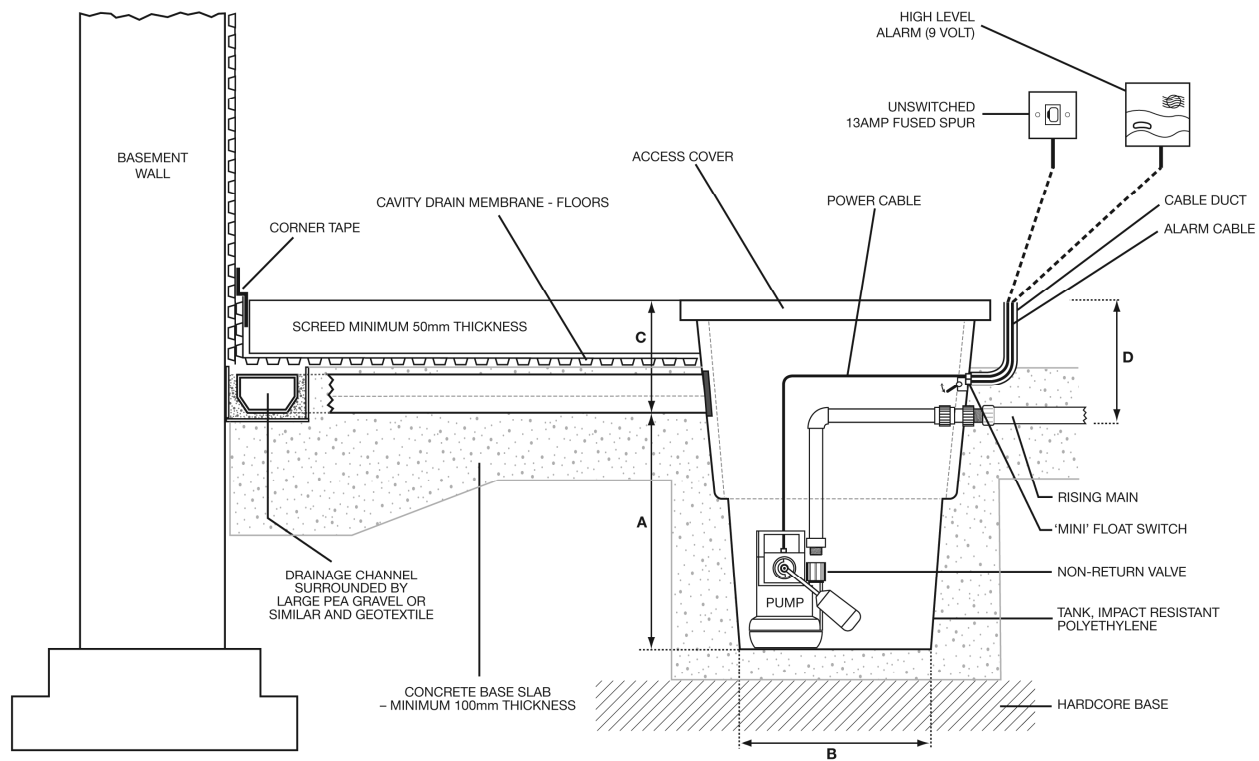 HIGH LEVEL
ALARM (9 VOLT)
UNSWITCHED
13AMP FUSED SPUR
ACCESS COVER
BASEMENT
WALL
POWER CABLE
CAVITY DRAIN MEMBRANE - FLOORS
CABLE DUCT
CORNER TAPE
ALARM CABLE
SCREED MINIMUM 50mm THICKNESS
C
D
RISING MAIN
A
'MINI' FLOAT SWITCH
NON-RETURN VALVE
DRAINAGE CHANNEL
SURROUNDED BY
LARGE PEA GRAVEL OR
SIMILAR AND GEOTEXTILE
PUMP
TANK, IMPACT RESISTANT
POLYETHYLENE
CONCRETE BASE SLAB
– MINIMUM 100mm THICKNESS
HARDCORE BASE
B